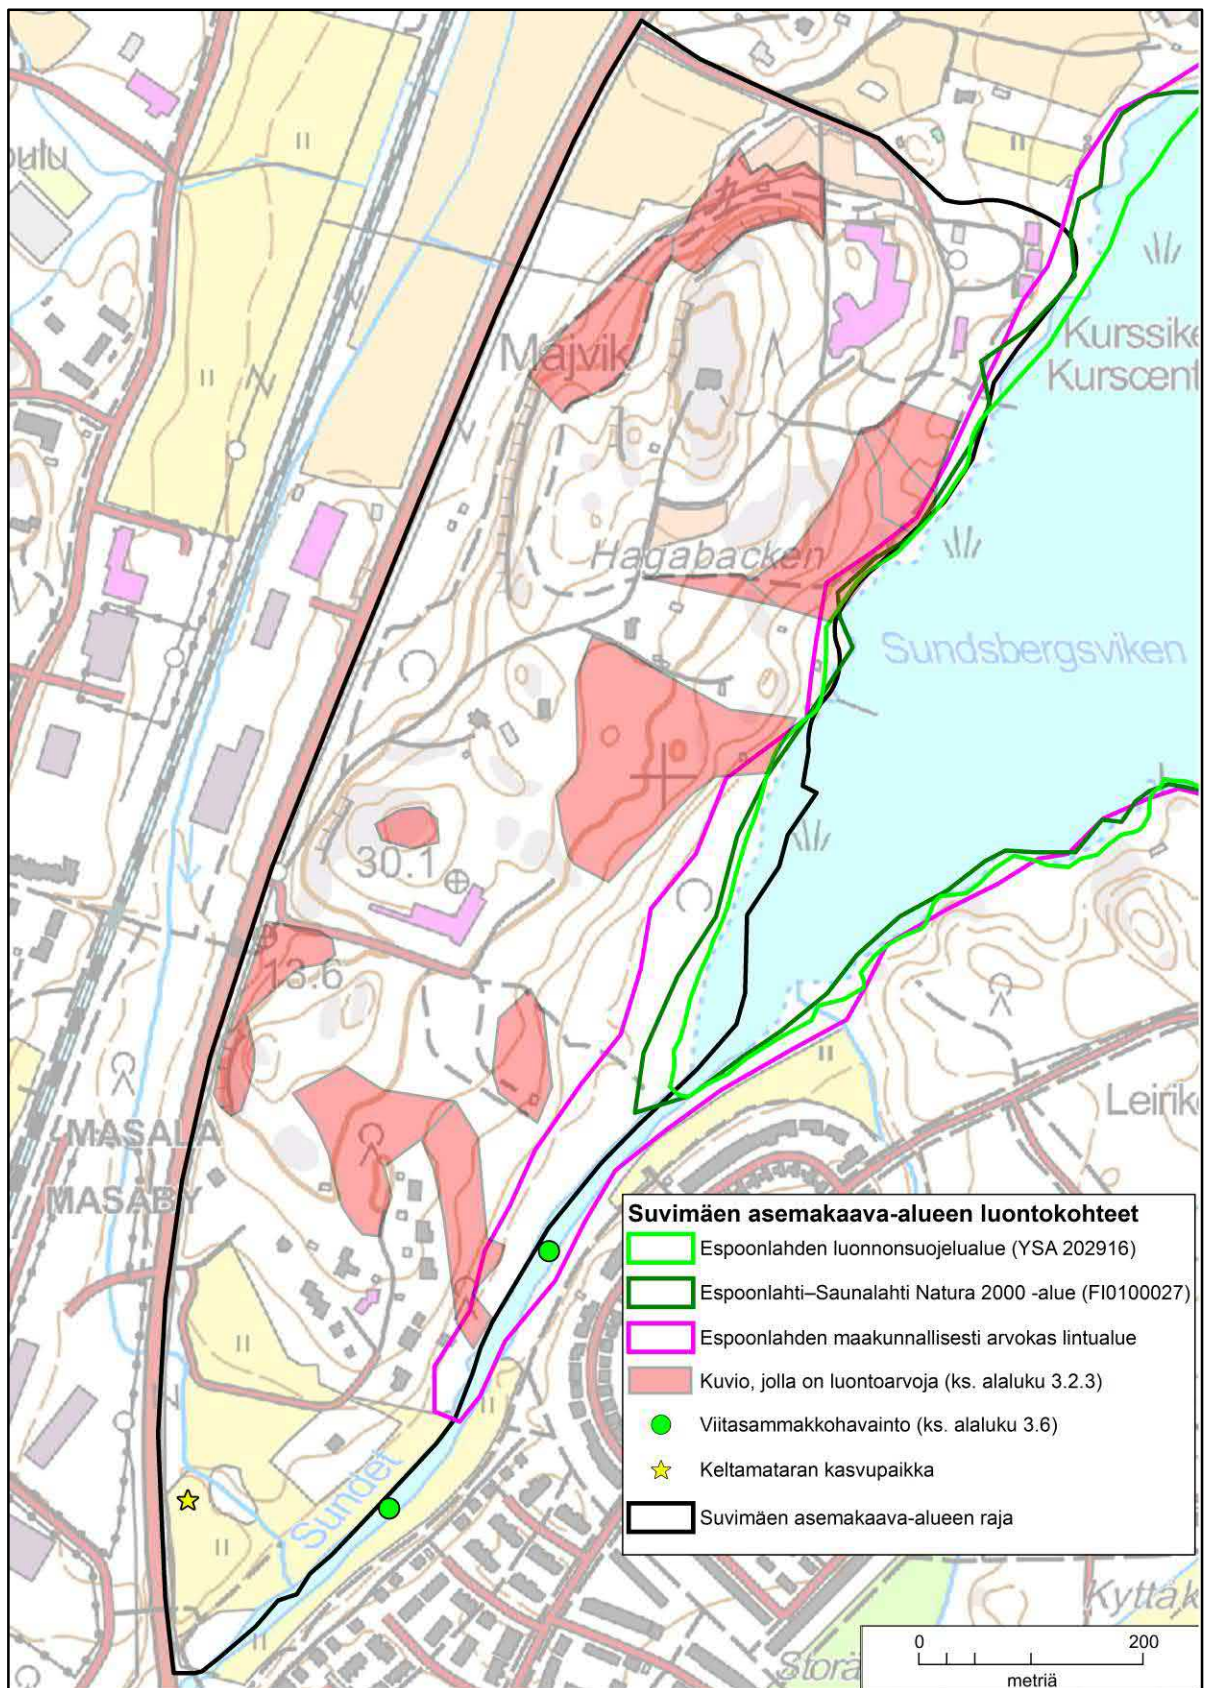 oulu
Majvik
Kurssike
Kurscent
Hagabacken
Sundsbergsviken
30.1
13.6
MASALA
MASABY
Leirik
Sundet
Suvimäen asemakaava-alueen luontokohteet
Espoonlahden luonnonsuojelualue (YSA 202916)
Espoonlahti–Saunalahti Natura 2000 -alue (FI0100027)
Espoonlahden maakunnallisesti arvokas lintualue
Kuvio, jolla on luontoarvoja (ks. alaluku 3.2.3)
Viitasammakkohavainto (ks. alaluku 3.6)
Keltamataran kasvupaikka
Suvimäen asemakaava-alueen raja
Kyttäk
Storä
0 200
metriä